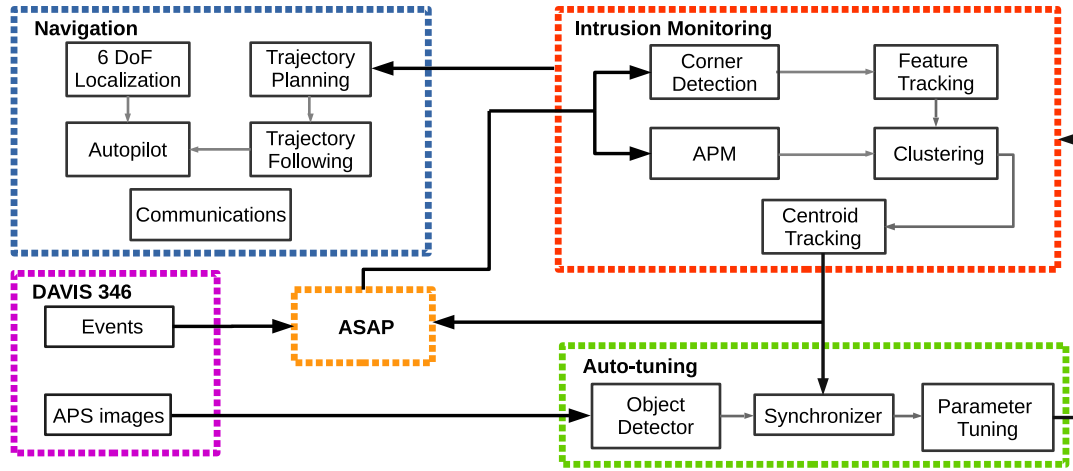 Navigation
6 DoF
Localization
Trajectory
Planning
Autopilot
Trajectory
Following
Communications
Intrusion Monitoring
Corner
Detection
Feature
Tracking
APM
Clustering
Centroid
Tracking
DAVIS 346
Events
APS images
ASAP
Auto-tuning
Object
Detector
Synchronizer
Parameter
Tuning